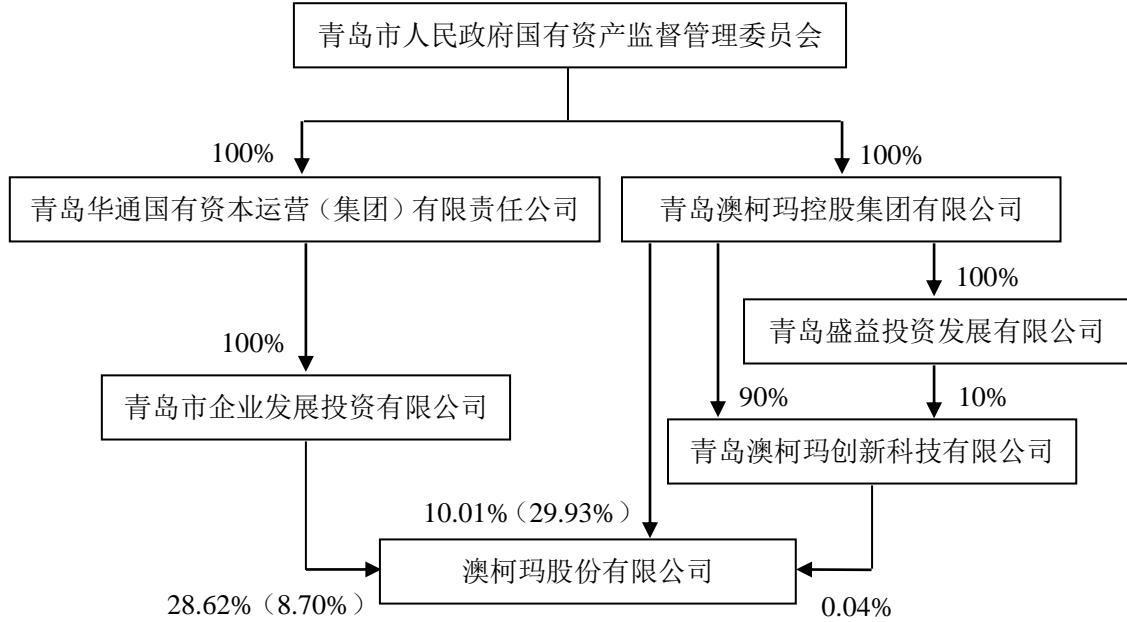 青岛市人民政府国有资产监督管理委员会
100%
100%
青岛华通国有资本运营（集团）有限责任公司
青岛澳柯玛控股集团有限公司
100%
青岛盛益投资发展有限公司
100%
青岛市企业发展投资有限公司
90%
10%
青岛澳柯玛创新科技有限公司
10.01%（29.93%）
澳柯玛股份有限公司
28.62%（8.70%）
0.04%